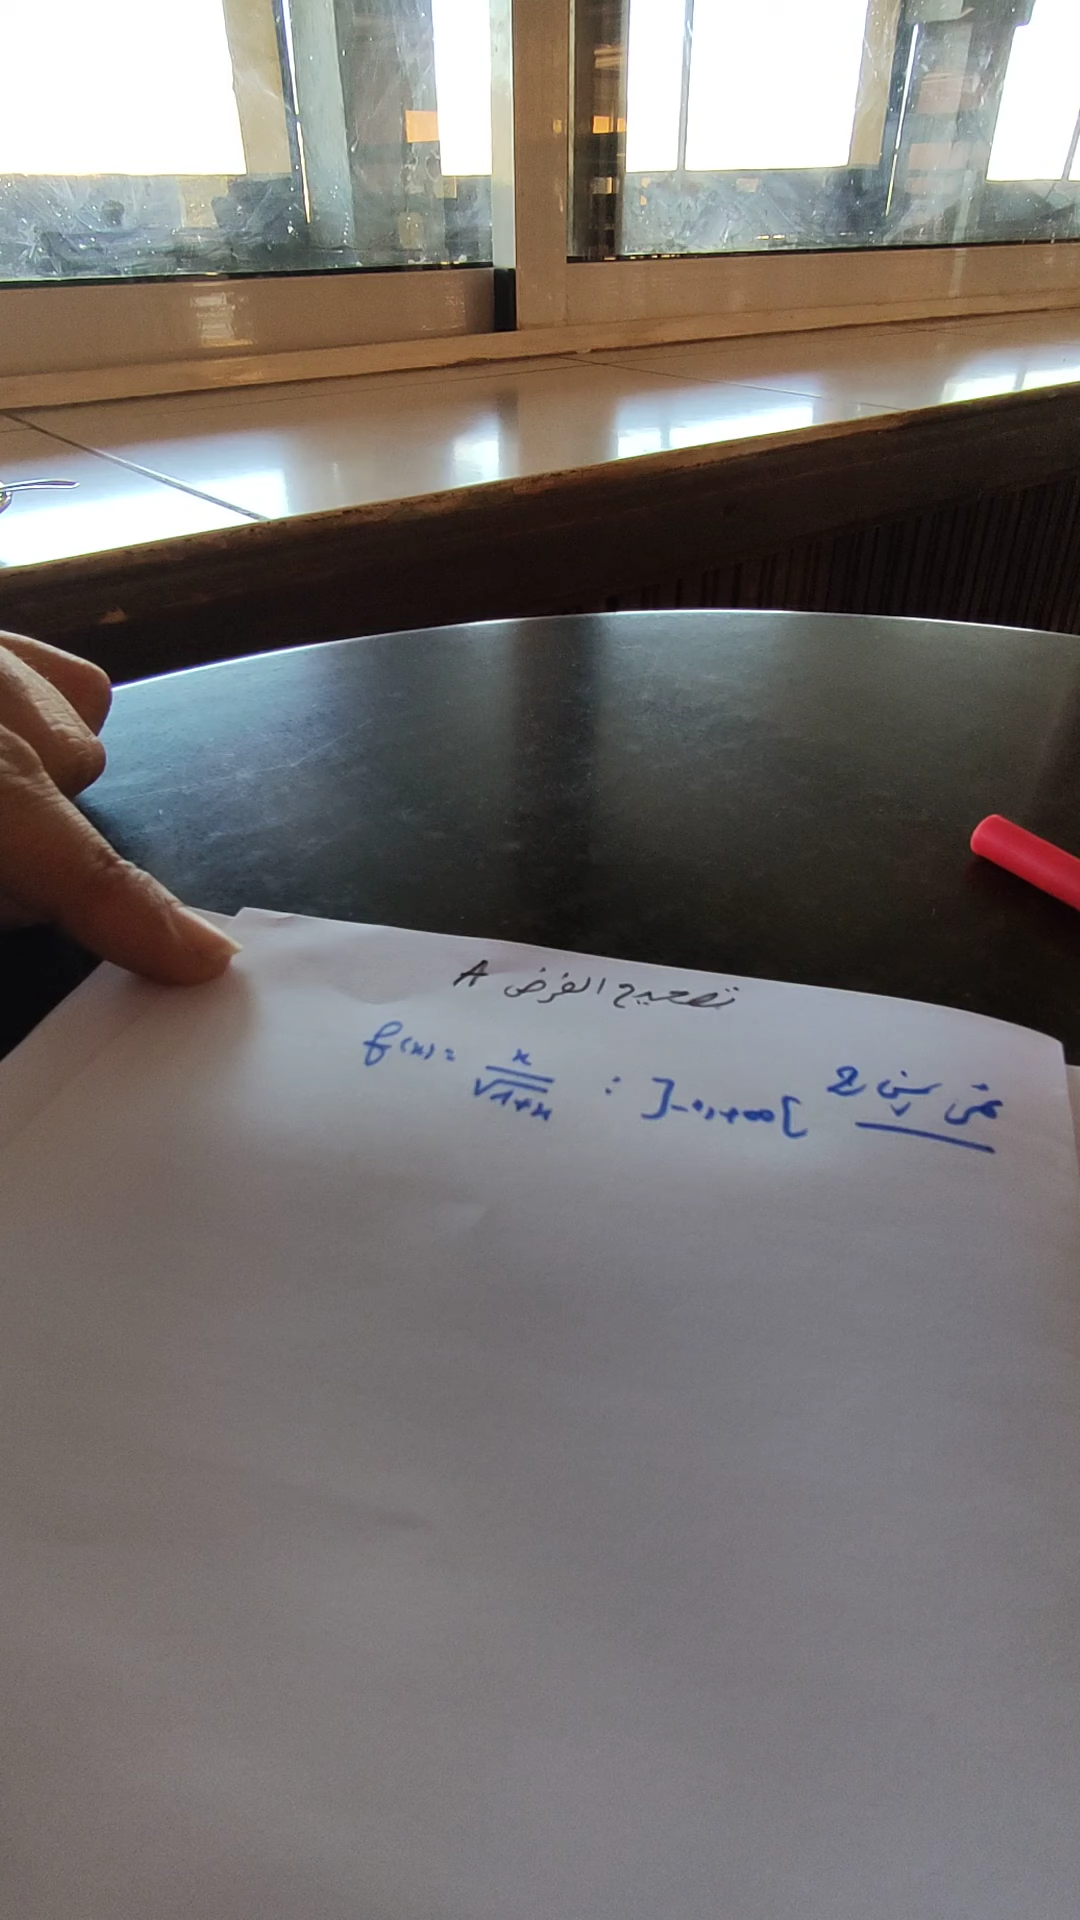 تصحيح الفرض A
تمرين 2 : ]-1,+∞[ : f(x) = x/√(1+x)